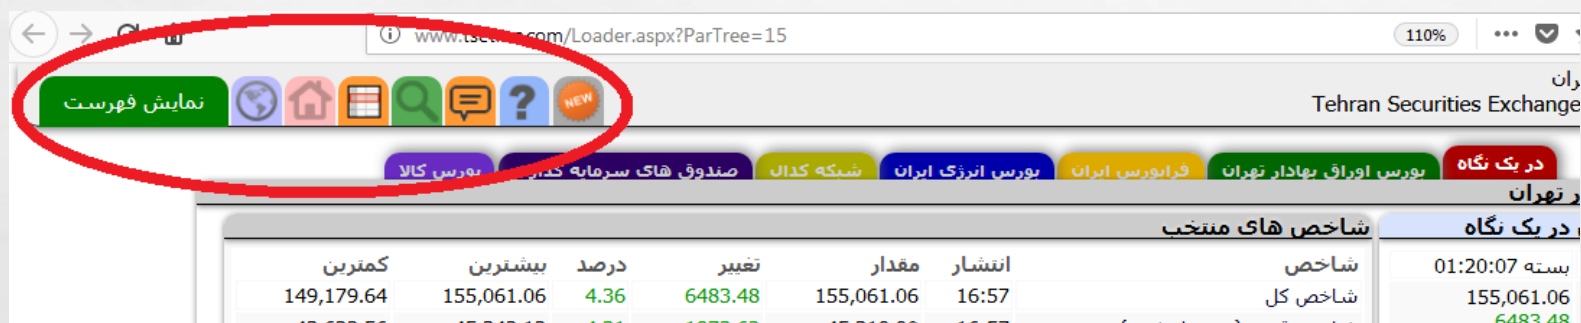 www.tsetmc.com/Loader.aspx?ParTree=15
110%
Tehran Securities Exchange
نمایش فهرست
NEW
در یک نگاه
بورس اوراق بهادار تهران
فرابورس ایران
بورس انرژی ایران
شبکه کدال
صندوق های سرمایه
بورس کالا
ر تهران
در یک نگاه
شاخص های منتخب
بسته 01:20:07
شاخص انتشار مقدار تغییر درصد بیشترین کمترین
155,061.06
شاخص کل 16:57 155,061.06 6483.48 4.36 155,061.06 149,179.64
6483.48